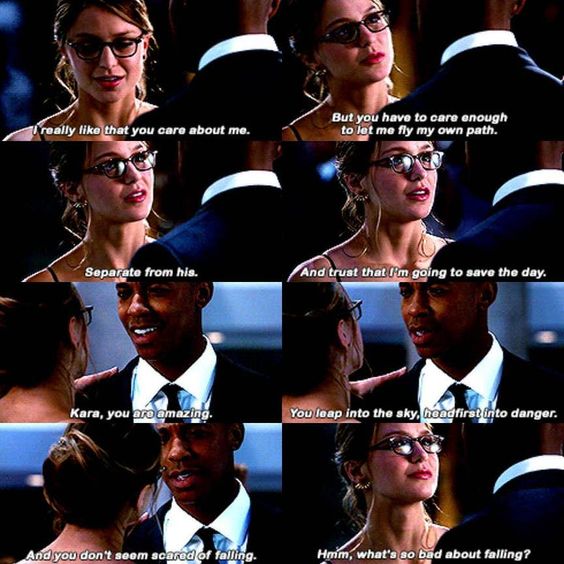 I really like that you care about me.
But you have to care enough
to let me fly my own path.
Separate from his.
And trust that I'm going to save the day.
Kara, you are amazing.
You leap into the sky, headfirst into danger.
And you don't seem scared of falling.
Hmm, what's so bad about falling?